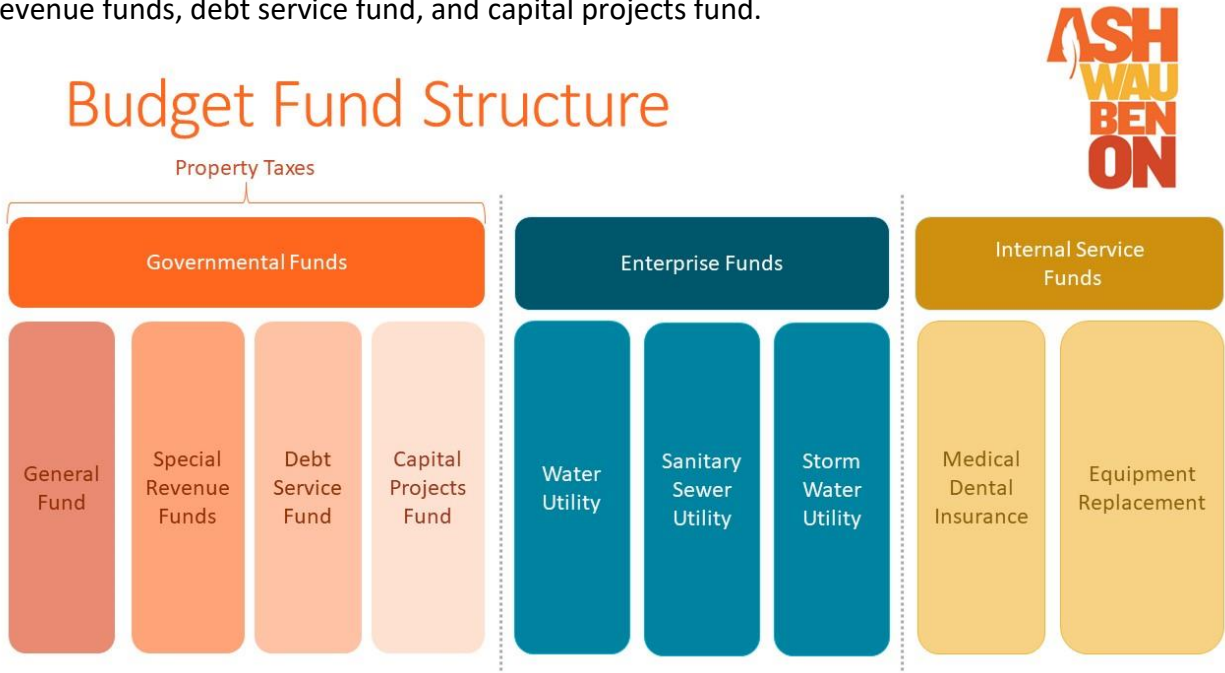 evenue funds, debt service fund, and capital projects fund.
ASH
WAU
BEN
ON
Budget Fund Structure
Property Taxes
Governmental Funds
Enterprise Funds
Internal Service
Funds
General
Fund
Special
Revenue
Funds
Debt
Service
Fund
Capital
Projects
Fund
Water
Utility
Sanitary
Sewer
Utility
Storm
Water
Utility
Medical
Dental
Insurance
Equipment
Replacement